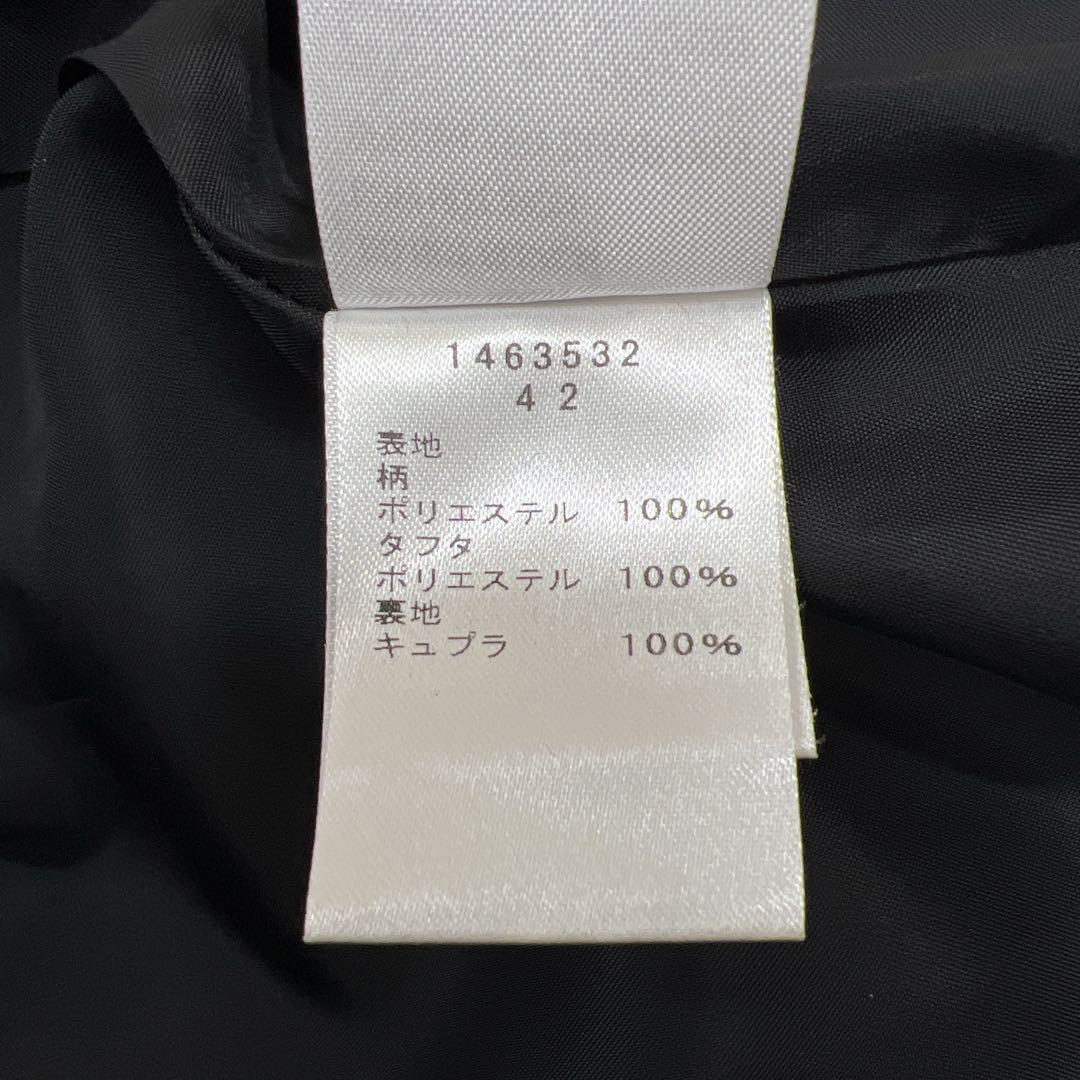 1463532
42
表地
柄
ポリエステル 100%
タフタ
ポリエステル 100%
裏地
キュプラ 100%